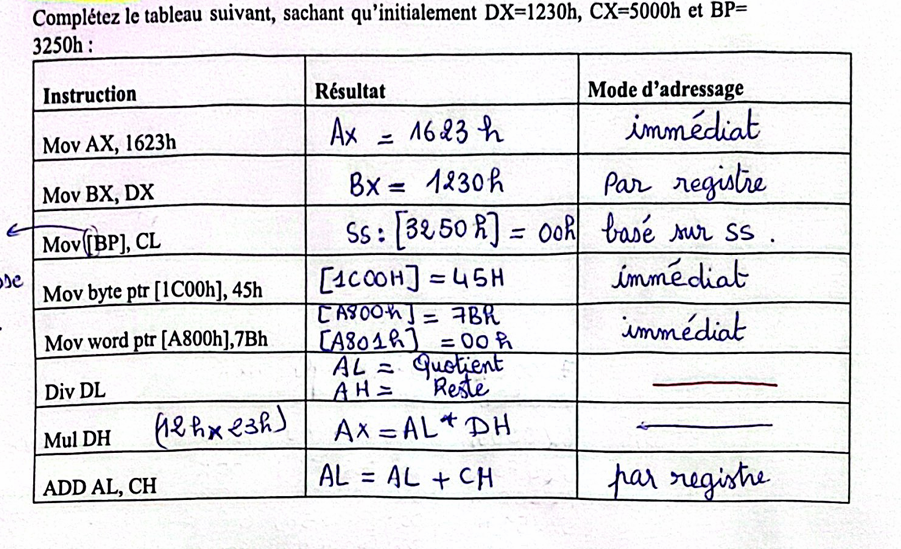 Complétez le tableau suivant, sachant qu'initialement DX=1230h, CX=5000h et BP=
3250h :
Instruction Résultat Mode d'adressage
Mov AX, 1623h AX = 1623h immédiat
Mov BX, DX BX = 1230h Par registre
Mov [BP], CL SS:[3250h] = 00h basé sur SS.
Mov byte ptr [1C00h], 45h [1C00H] = 45H immédiat
Mov word ptr [A800h],7Bh [A800h] = 7Bh immédiat
[A801h] = 00h
Div DL AL = Quotient
AH = Reste
Mul DH (12h x 23h) AX = AL * DH
ADD AL, CH AL = AL + CH par registre